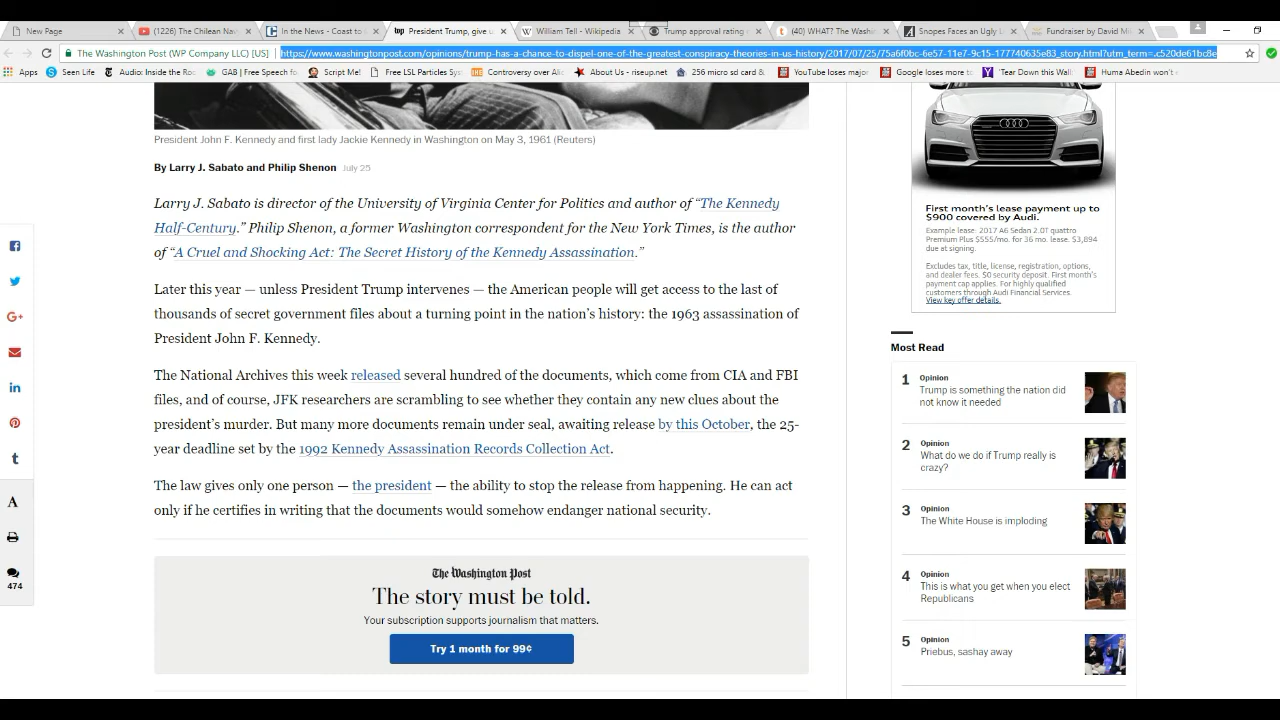 New Page
(1226) The Chilean Nav
In the News - Coast to
President Trump, give u
William Tell - Wikipedia
Trump approval rating
(40) WHAT? The Washin
Snopes Faces an Ugly L
Fundraiser by David Mi
The Washington Post (WP Company LLC) [US]
https://www.washingtonpost.com/opinions/trump-has-a-chance-to-dispel-one-of-the-greatest-conspiracy-theories-in-us-history/2017/07/25/75a6f0bc-6e57-11e7-9c15-177740635e83_story.html?utm_term=.c520de61bc8e
Apps
Seen Life
Audio: Inside the Roc
GAB | Free Speech fo
Script Me!
Free LSL Particles Sys
Controversy over Alic
About Us - riseup.net
256 micro sd card &
YouTube loses major
Google loses more to
'Tear Down this Wall
Huma Abedin won't
President John F. Kennedy and first lady Jackie Kennedy in Washington on May 3, 1961 (Reuters)
By Larry J. Sabato and Philip Shenon July 25
Larry J. Sabato is director of the University of Virginia Center for Politics and author of “The Kennedy
Half-Century.” Philip Shenon, a former Washington correspondent for the New York Times, is the author
of “A Cruel and Shocking Act: The Secret History of the Kennedy Assassination.”
Later this year — unless President Trump intervenes — the American people will get access to the last of
thousands of secret government files about a turning point in the nation’s history: the 1963 assassination of
President John F. Kennedy.
The National Archives this week released several hundred of the documents, which come from CIA and FBI
files, and of course, JFK researchers are scrambling to see whether they contain any new clues about the
president’s murder. But many more documents remain under seal, awaiting release by this October, the 25-
year deadline set by the 1992 Kennedy Assassination Records Collection Act.
The law gives only one person — the president — the ability to stop the release from happening. He can act
only if he certifies in writing that the documents would somehow endanger national security.
The Washington Post
The story must be told.
Your subscription supports journalism that matters.
Try 1 month for 99¢
G+
in
t
A
474
First month’s lease payment up to
$900 covered by Audi.
Example lease: 2017 A6 Sedan 2.0T quattro
Premium Plus $555/mo. for 36 mo. lease. $3,894
due at signing.
Excludes tax, title, license, registration, options,
and dealer fees. $0 security deposit. First month’s
payment cap applies. For highly qualified
customers through Audi Financial Services.
View key offer details.
Most Read
1
Opinion
Trump is something the nation did
not know it needed
2
Opinion
What do we do if Trump really is
crazy?
3
Opinion
The White House is imploding
4
Opinion
This is what you get when you elect
Republicans
5
Opinion
Priebus, sashay away